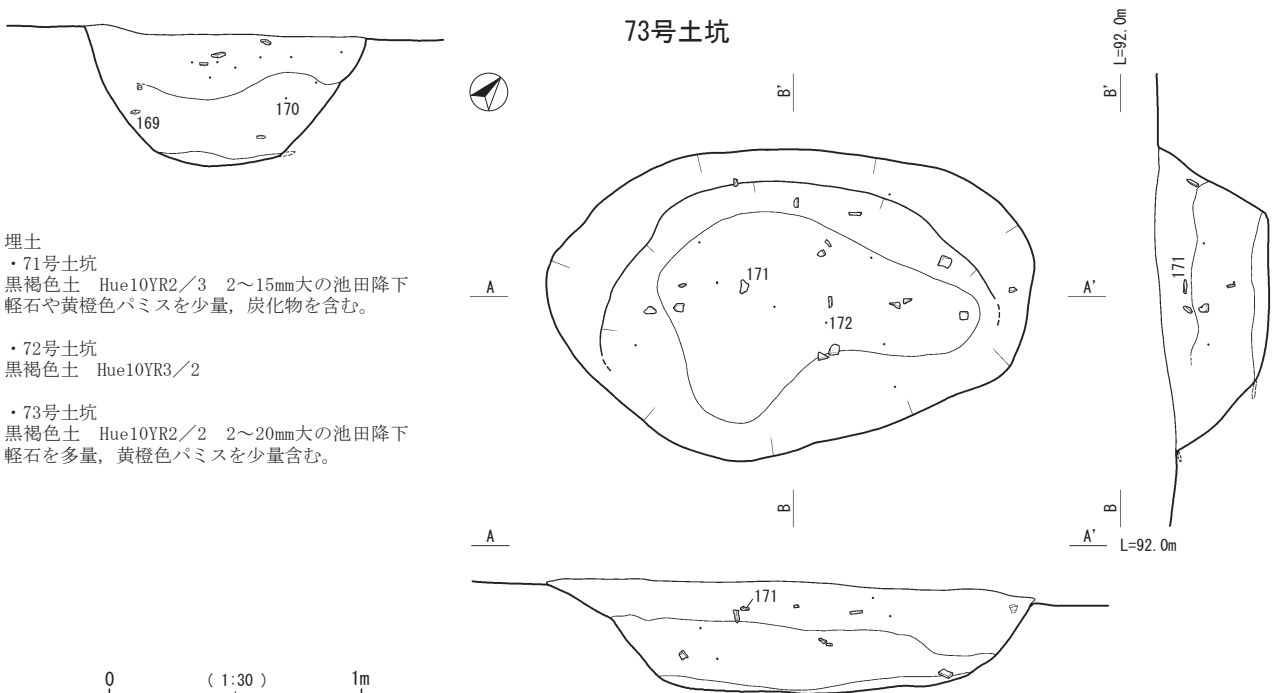 73号土坑
L=92.0m
B'
B'
169
170
埋土
・71号土坑
黒褐色土 Hue10YR2／3 2～15mm大の池田降下
軽石や黄橙色パミスを少量，炭化物を含む。
・72号土坑
黒褐色土 Hue10YR3／2
・73号土坑
黒褐色土 Hue10YR2／2 2～20mm大の池田降下
軽石を多量，黄橙色パミスを少量含む。
A
171
172
A'
171
B
B
A
A'
L=92.0m
171
0
( 1:30 )
1m